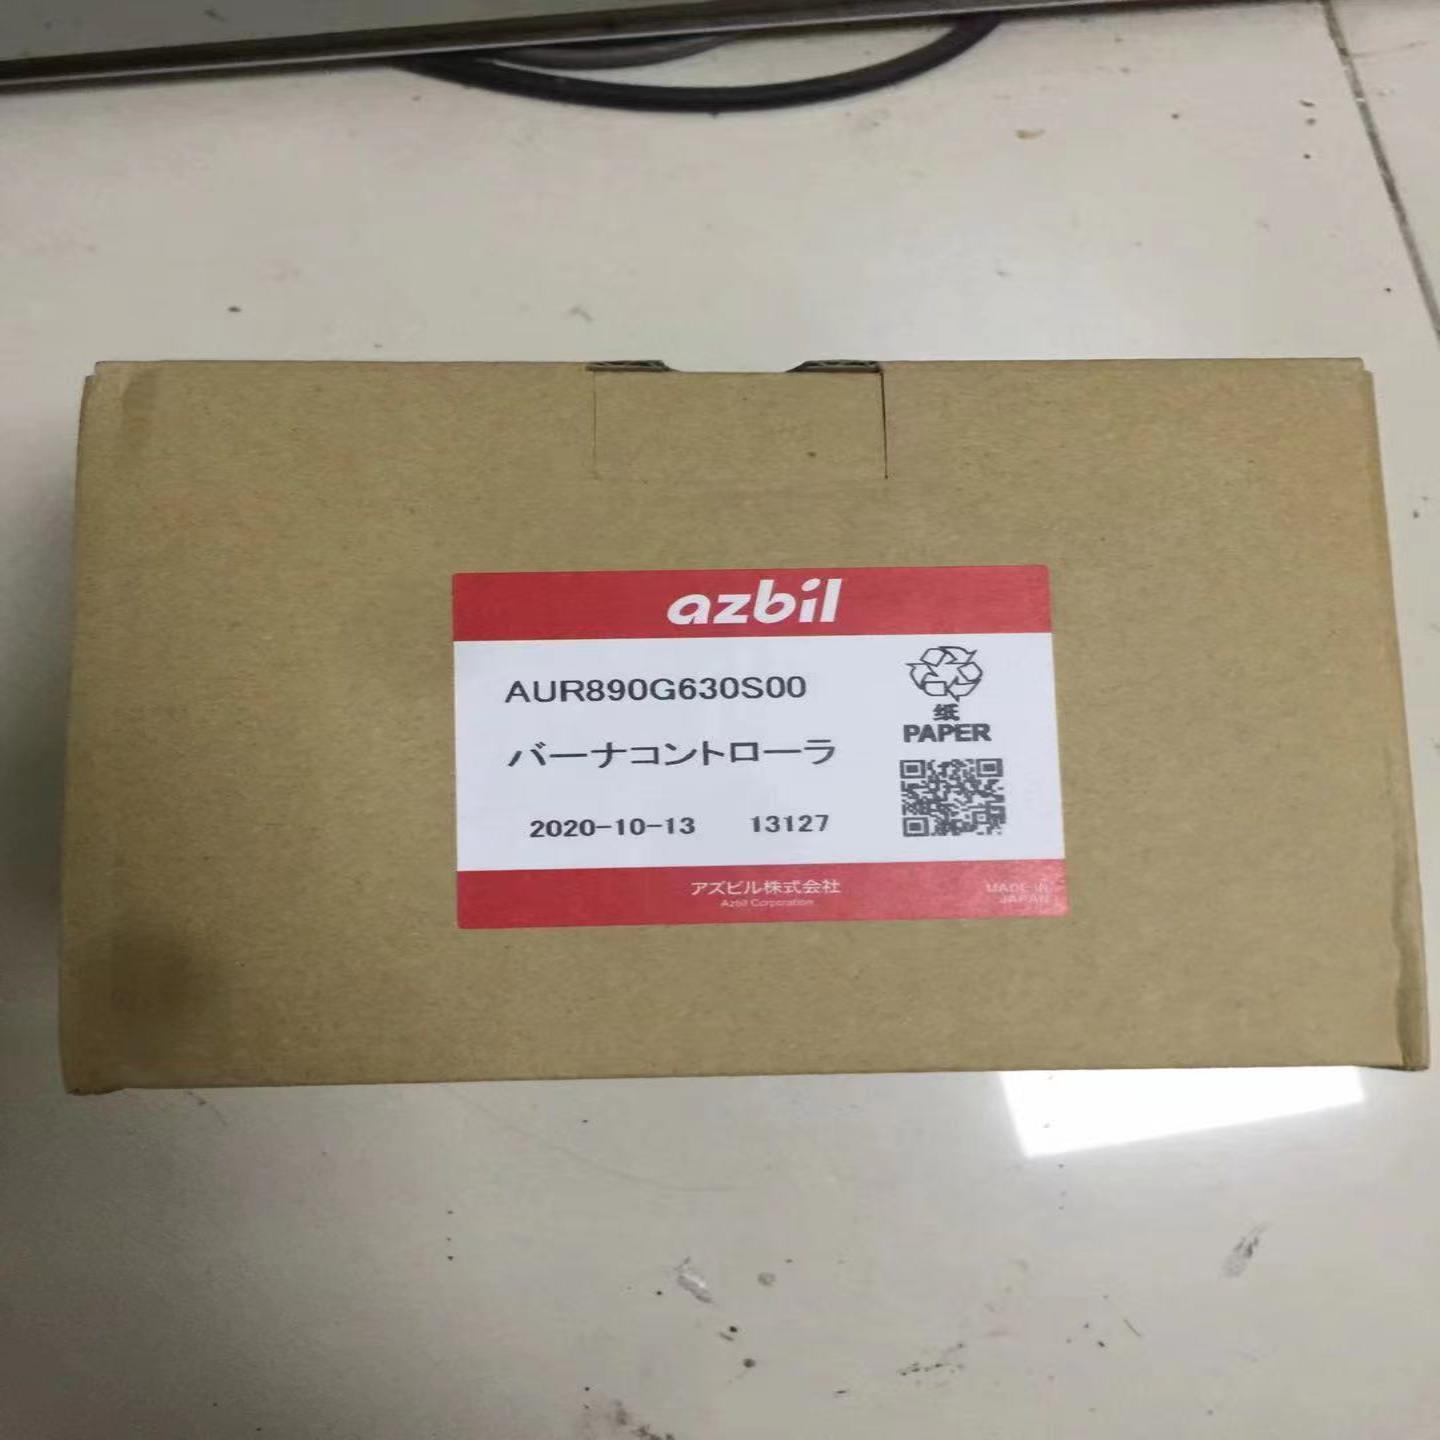 azbil
AUR890G630S00
バーナコントローラ
2020-10-13 13127
纸
PAPER
アズビル株式会社
Azbil Corporation
MADE IN
JAPAN